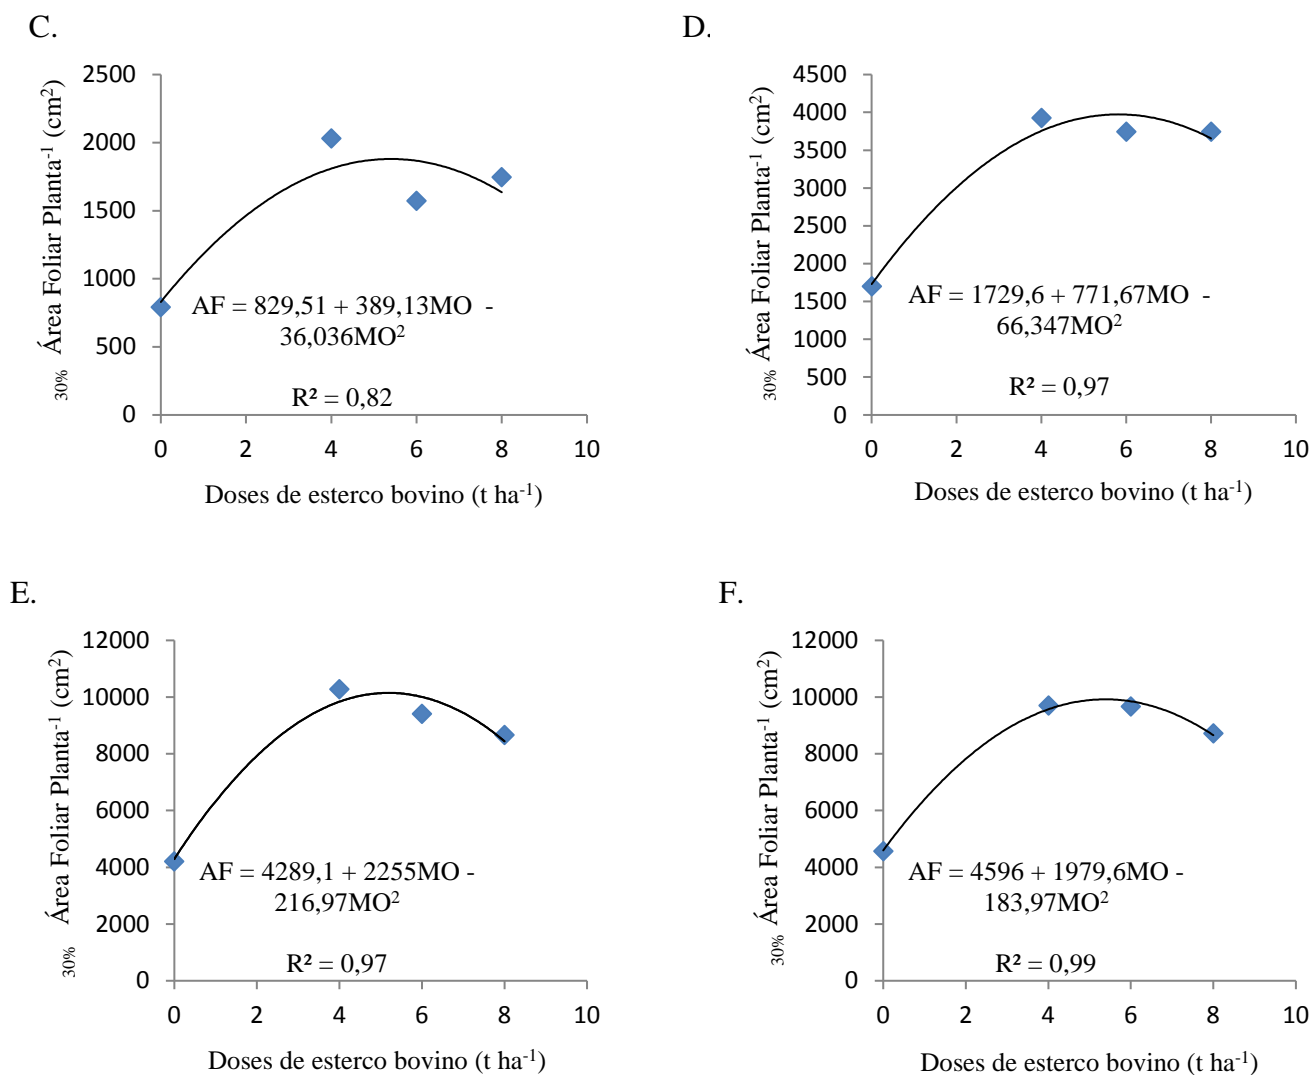 C.
2500
2000
1500
1000
500
0
0 2 4 6 8 10
30% Área Foliar Planta⁻¹ (cm²)
AF = 829,51 + 389,13MO -
36,036MO²
R² = 0,82
Doses de esterco bovino (t ha⁻¹)
D.
4500
4000
3500
3000
2500
2000
1500
1000
500
0
0 2 4 6 8 10
30% Área Foliar Planta⁻¹ (cm²)
AF = 1729,6 + 771,67MO -
66,347MO²
R² = 0,97
Doses de esterco bovino (t ha⁻¹)
E.
12000
10000
8000
6000
4000
2000
0
0 2 4 6 8 10
30% Área Foliar Planta⁻¹ (cm²)
AF = 4289,1 + 2255MO -
216,97MO²
R² = 0,97
Doses de esterco bovino (t ha⁻¹)
F.
12000
10000
8000
6000
4000
2000
0
0 2 4 6 8 10
30% Área Foliar Planta⁻¹ (cm²)
AF = 4596 + 1979,6MO -
183,97MO²
R² = 0,99
Doses de esterco bovino (t ha⁻¹)